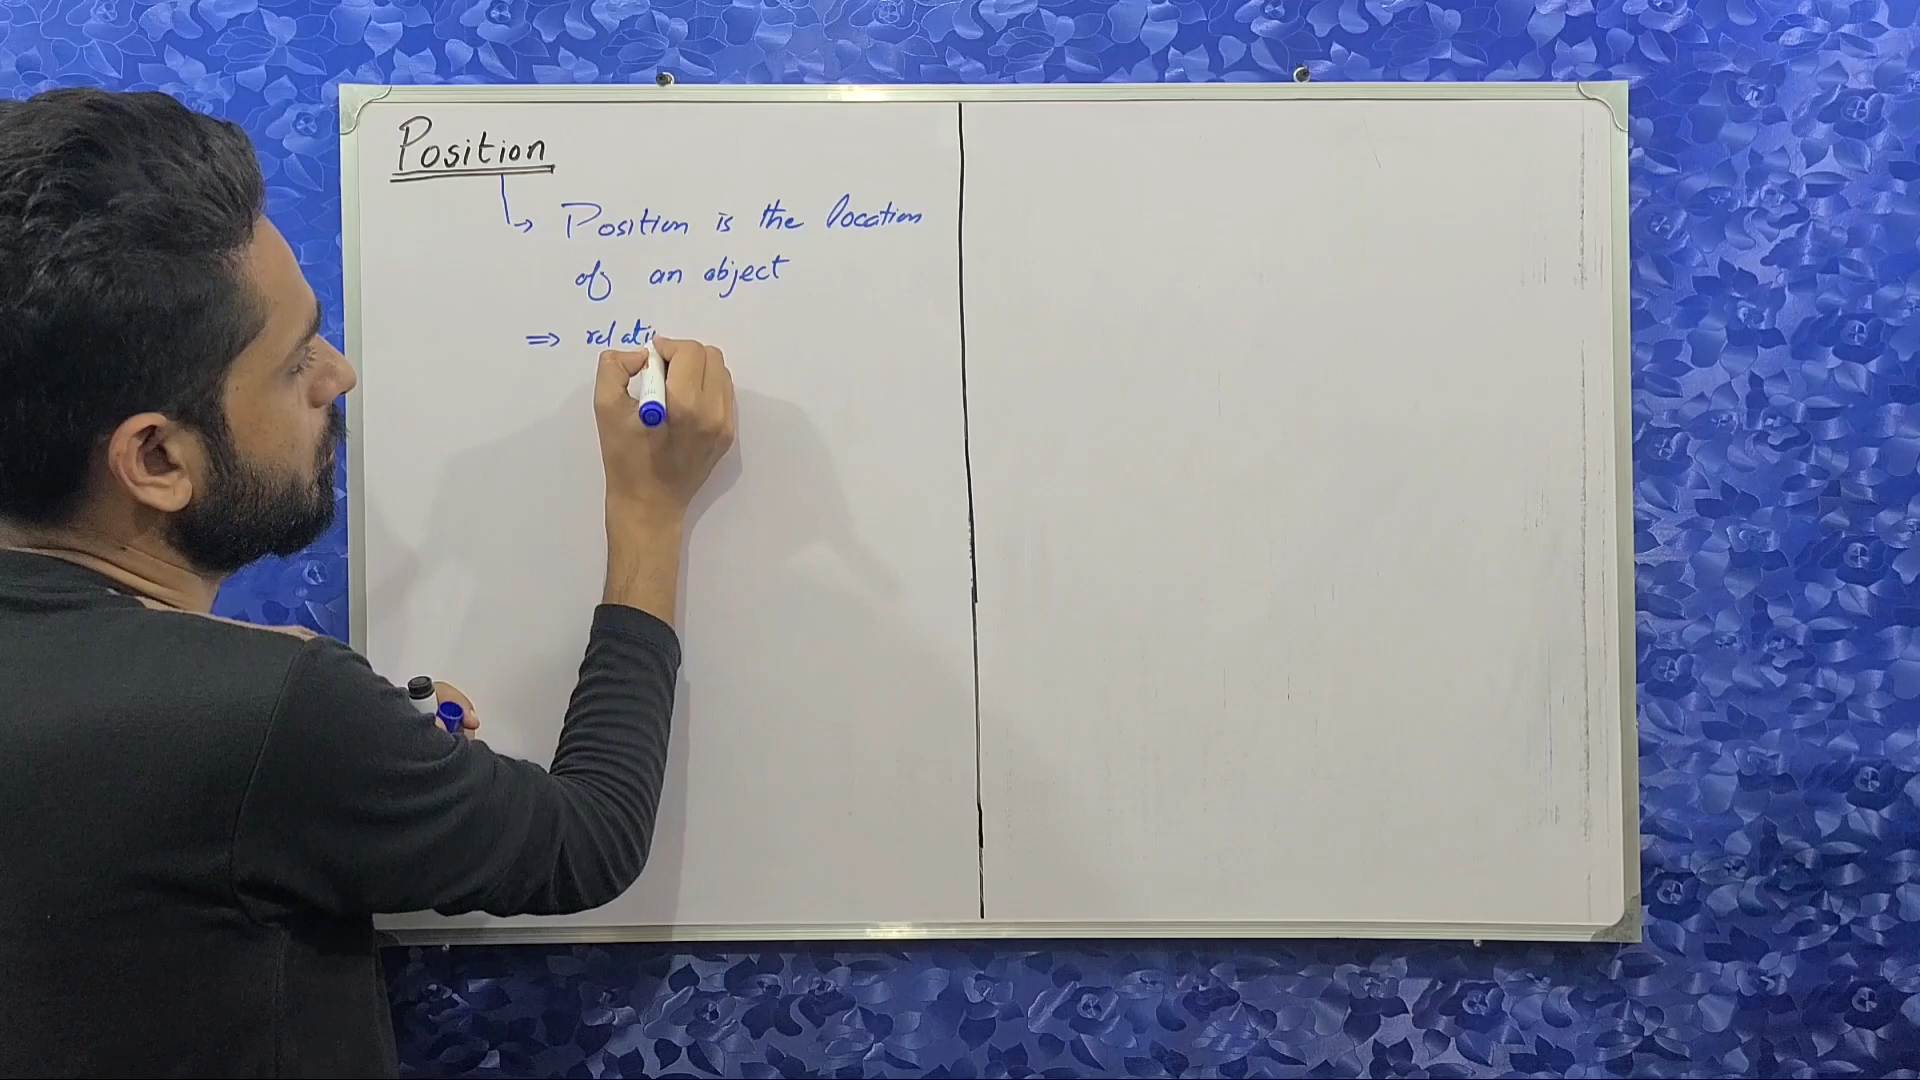 Position
→ Position is the location
of an object
⇒ relati